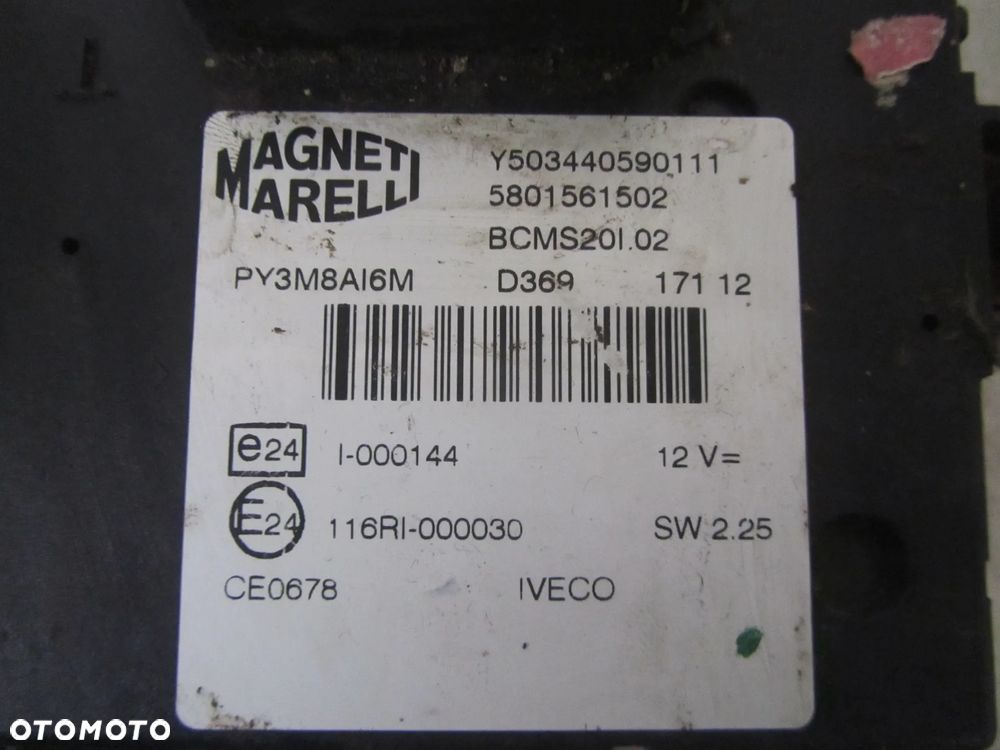 MAGNETI
MARELLI
Y503440590111
5801561502
BCMS20I.02
PY3M8AI6M D369 171 12
e24 I-000144 12 V=
E24 116RI-000030 SW 2.25
CE0678 IVECO
OTOMOTO